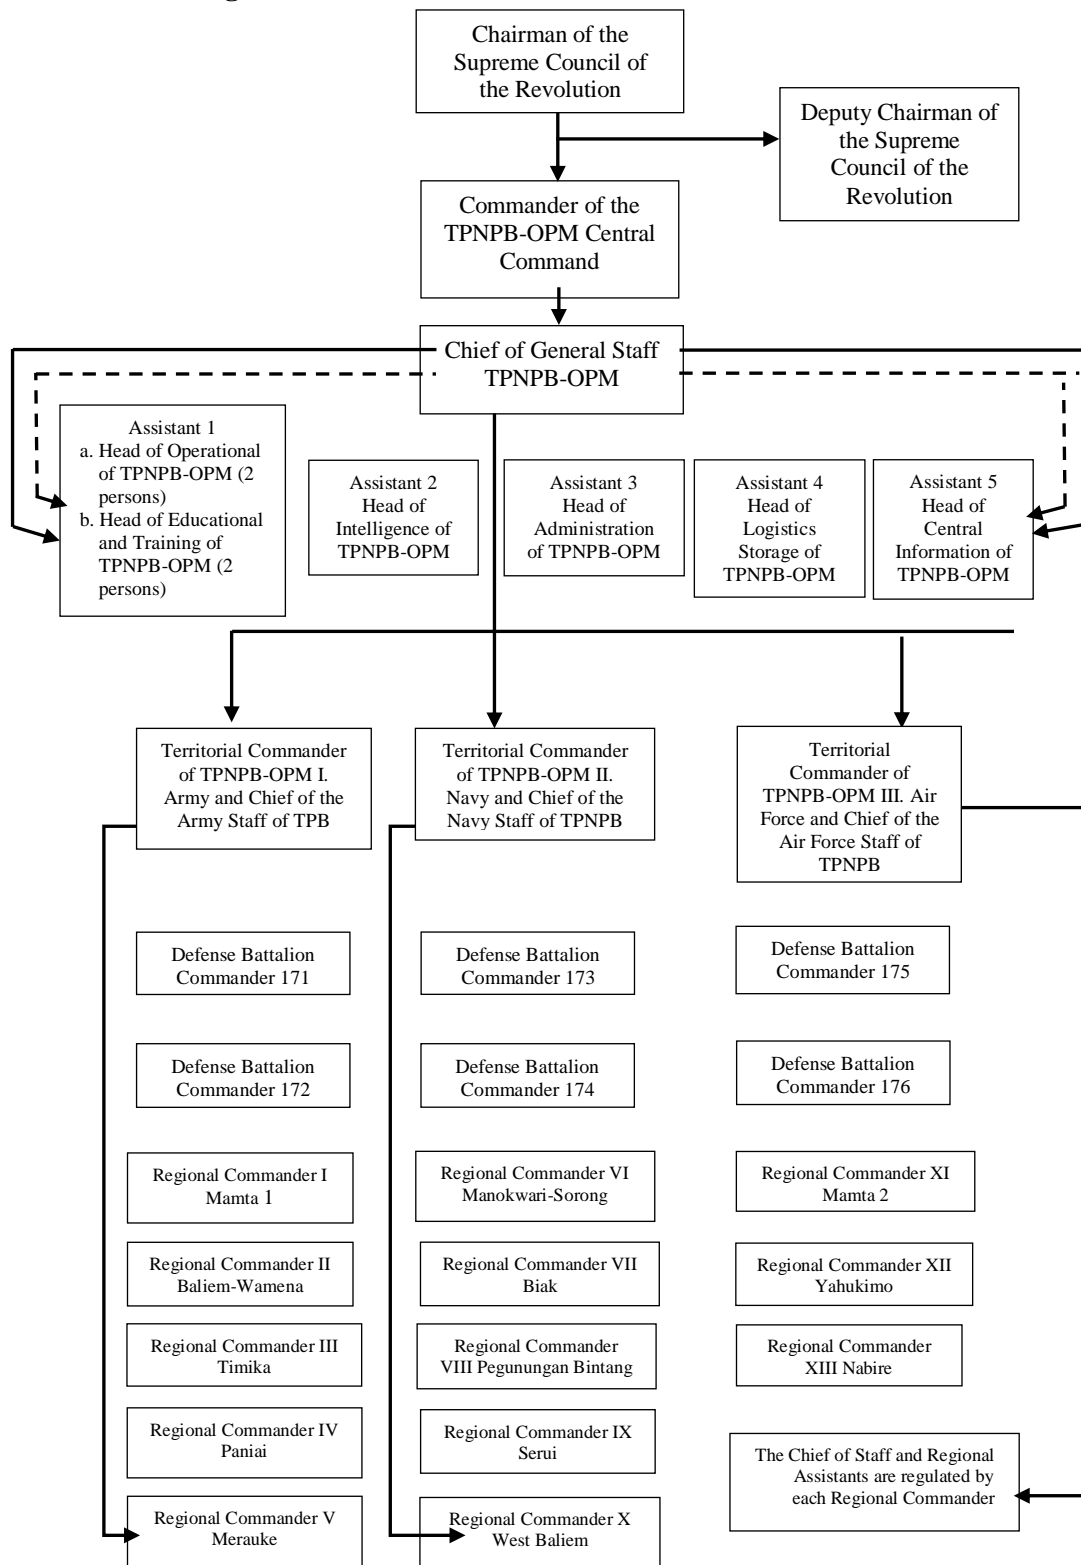 Chairman of the
Supreme Council of
the Revolution
Deputy Chairman of
the Supreme
Council of the
Revolution
Commander of the
TPNPB-OPM Central
Command
Chief of General Staff
TPNPB-OPM
Assistant 1
a. Head of Operational
of TPNPB-OPM (2
persons)
b. Head of Educational
and Training of
TPNPB-OPM (2
persons)
Assistant 2
Head of
Intelligence of
TPNPB-OPM
Assistant 3
Head of
Administration
of TPNPB-OPM
Assistant 4
Head of
Logistics
Storage of
TPNPB-OPM
Assistant 5
Head of
Central
Information of
TPNPB-OPM
Territorial Commander
of TPNPB-OPM I.
Army and Chief of the
Army Staff of TPB
Territorial Commander
of TPNPB-OPM II.
Navy and Chief of the
Navy Staff of TPNPB
Territorial
Commander of
TPNPB-OPM III. Air
Force and Chief of the
Air Force Staff of
TPNPB
Defense Battalion
Commander 171
Defense Battalion
Commander 173
Defense Battalion
Commander 175
Defense Battalion
Commander 172
Defense Battalion
Commander 174
Defense Battalion
Commander 176
Regional Commander I
Mamta 1
Regional Commander VI
Manokwari-Sorong
Regional Commander XI
Mamta 2
Regional Commander II
Baliem-Wamena
Regional Commander VII
Biak
Regional Commander XII
Yahukimo
Regional Commander III
Timika
Regional Commander
VIII Pegunungan Bintang
Regional Commander
XIII Nabire
Regional Commander IV
Paniai
Regional Commander IX
Serui
The Chief of Staff and Regional
Assistants are regulated by
each Regional Commander
Regional Commander V
Merauke
Regional Commander X
West Baliem